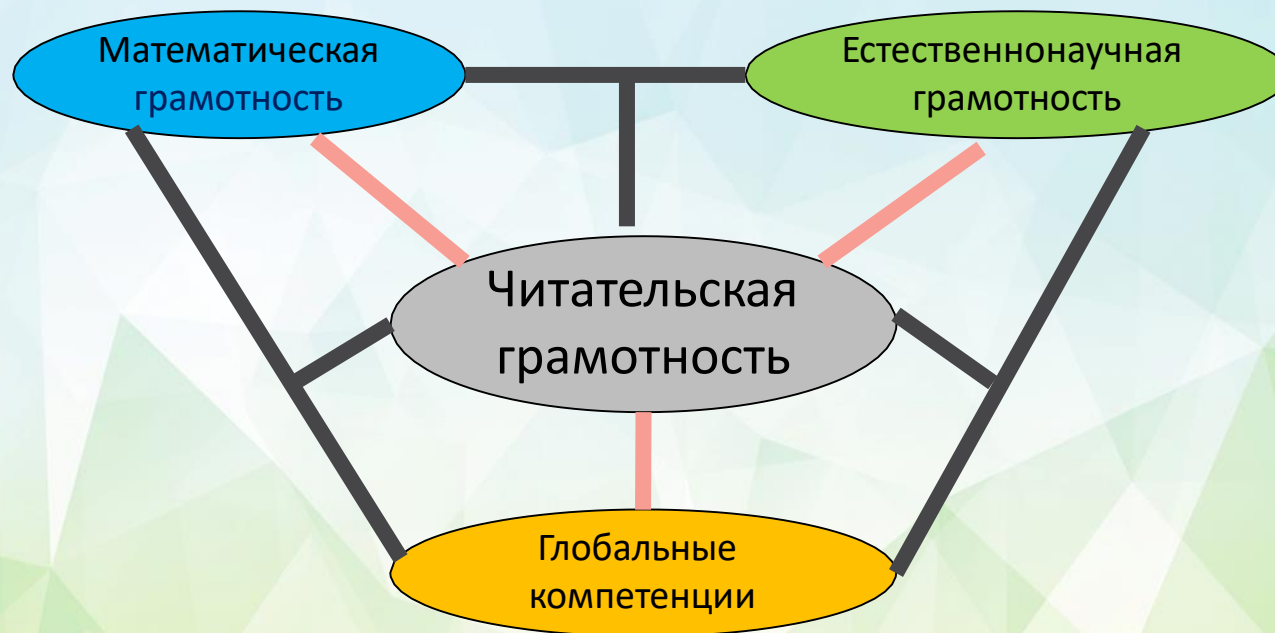 Математическая
грамотность
Естественнонаучная
грамотность
Читательская
грамотность
Глобальные
компетенции